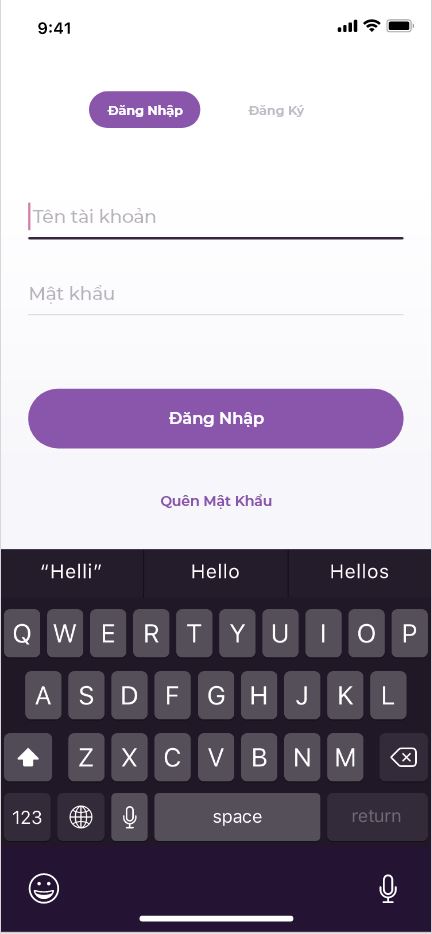 9:41
Đăng Nhập Đăng Ký
Tên tài khoản
Mật khẩu
Đăng Nhập
Quên Mật Khẩu
“Helli” Hello Hellos
Q W E R T Y U I O P
A S D F G H J K L
Z X C V B N M
123 space return